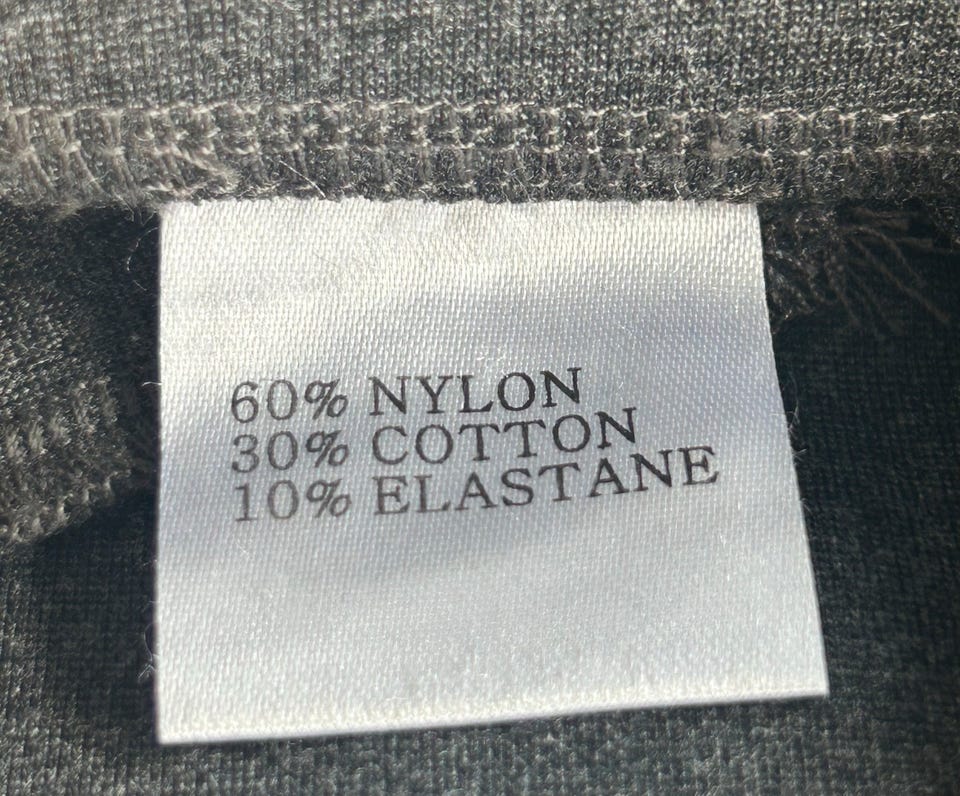 60% NYLON
30% COTTON
10% ELASTANE